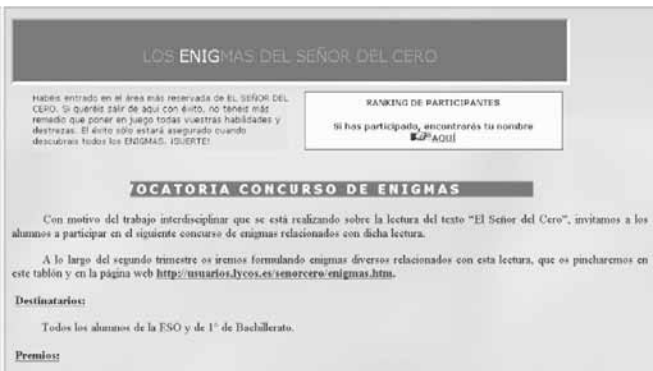 LOS ENIGMAS DEL SEÑOR DEL CERO
Habéis entrado en el área más reservada de EL SEÑOR DEL
CERO. Si queréis salir de aquí con éxito, no tenéis más
remedio que poner en juego todas vuestras habilidades y
destrezas. El éxito sólo estará asegurado cuando
descubráis todos los ENIGMAS. ¡SUERTE!
RANKING DE PARTICIPANTES
Si has participado, encontrarás tu nombre
AQUÍ
VOCATORIA CONCURSO DE ENIGMAS
Con motivo del trabajo interdisciplinar que se está realizando sobre la lectura del texto “El Señor del Cero”, invitamos a los
alumnos a participar en el siguiente concurso de enigmas relacionados con dicha lectura.
A lo largo del segundo trimestre os iremos formulando enigmas diversos relacionados con esta lectura, que os pincharemos en
este tablón y en la página web http://usuarios.lycos.es/senorcero/enigmas.htm.
Destinatarios:
Todos los alumnos de la ESO y de 1º de Bachillerato.
Premios: